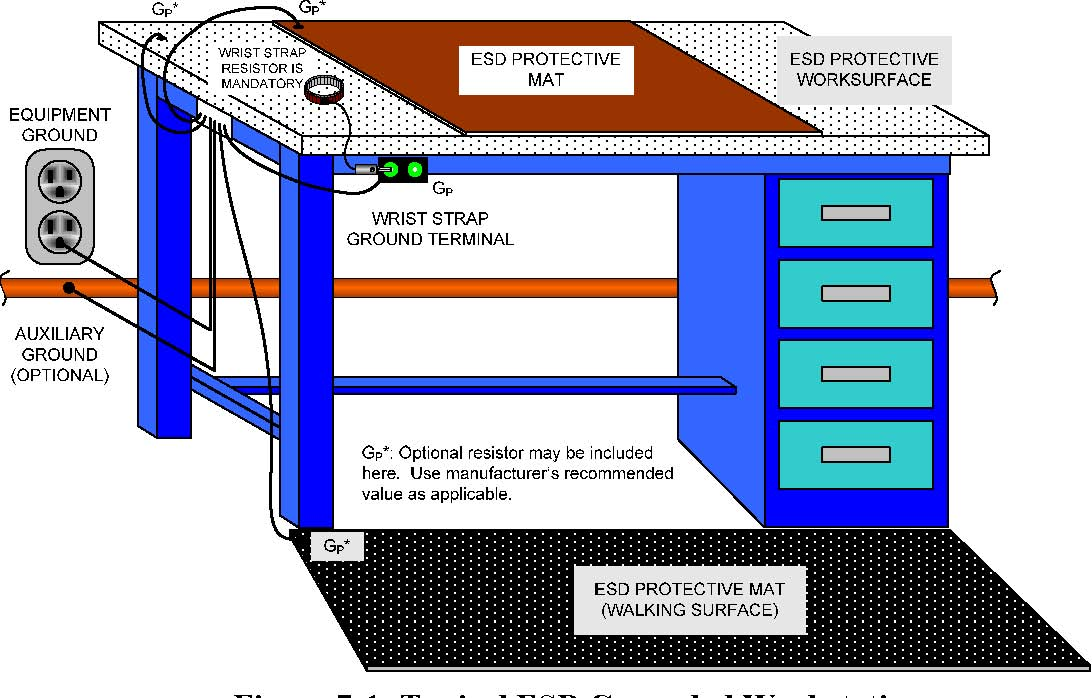 GP*
GP*
WRIST STRAP
RESISTOR IS
MANDATORY
ESD PROTECTIVE
MAT
ESD PROTECTIVE
WORKSURFACE
EQUIPMENT
GROUND
GP
WRIST STRAP
GROUND TERMINAL
AUXILIARY
GROUND
(OPTIONAL)
GP*. Optional resistor may be included
here. Use manufacturer's recommended
value as applicable.
GP*
ESD PROTECTIVE MAT
(WALKING SURFACE)
ESD Grounded